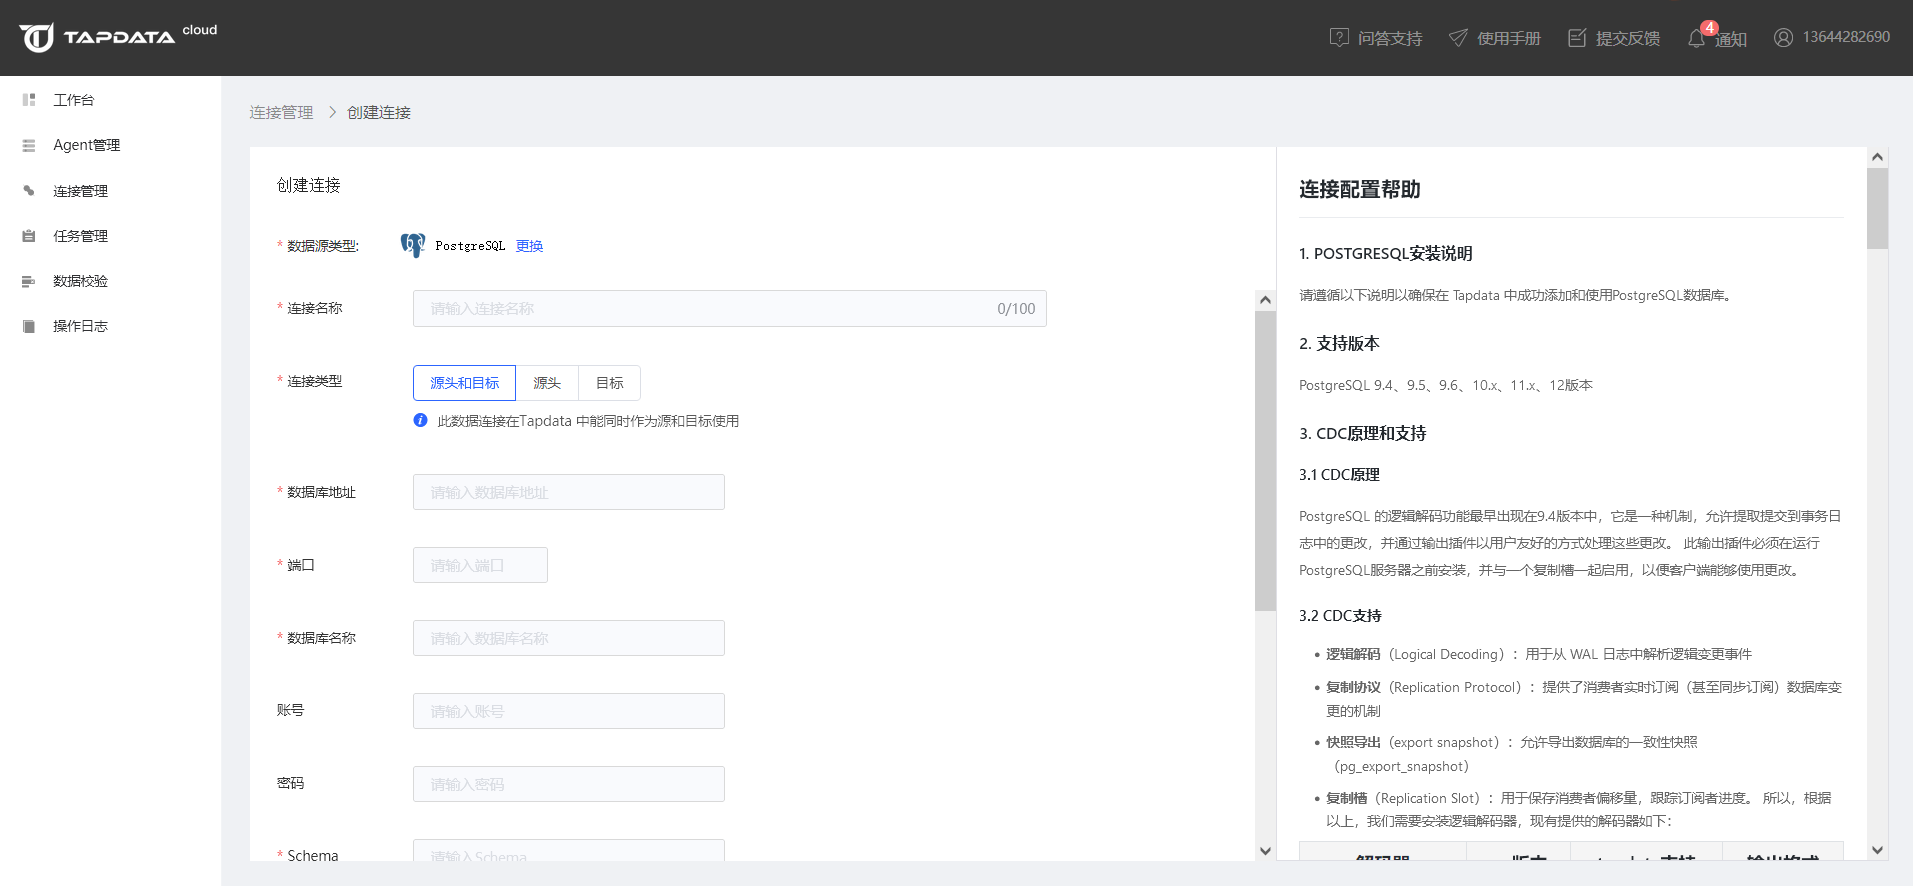 TAPDATA cloud
问答支持
使用手册
提交反馈
4
通知
13644282690
工作台
Agent管理
连接管理
任务管理
数据校验
操作日志
连接管理 > 创建连接
创建连接
* 数据源类型: PostgreSQL 更换
* 连接名称 请输入连接名称 0/100
* 连接类型 源头和目标 源头 目标
此数据连接在Tapdata 中能同时作为源和目标使用
* 数据库地址 请输入数据库地址
* 端口 请输入端口
* 数据库名称 请输入数据库名称
账号 请输入账号
密码 请输入密码
* Schema 请输入Schema
连接配置帮助
1. POSTGRESQL安装说明
请遵循以下说明以确保在 Tapdata 中成功添加和使用PostgreSQL数据库。
2. 支持版本
PostgreSQL 9.4、9.5、9.6、10.x、11.x、12版本
3. CDC原理和支持
3.1 CDC原理
PostgreSQL 的逻辑解码功能最早出现在9.4版本中，它是一种机制，允许提取提交到事务日
志中的更改，并通过输出插件以用户友好的方式处理这些更改。 此输出插件必须在运行
PostgreSQL服务器之前安装，并与一个复制槽一起启用，以便客户端能够使用更改。
3.2 CDC支持
• 逻辑解码（Logical Decoding）：用于从 WAL 日志中解析逻辑变更事件
• 复制协议（Replication Protocol）：提供了消费者实时订阅（甚至同步订阅）数据库变
更的机制
• 快照导出（export snapshot）：允许导出数据库的一致性快照
（pg_export_snapshot）
• 复制槽（Replication Slot）：用于保存消费者偏移量，跟踪订阅者进度。 所以，根据
以上，我们需要安装逻辑解码器，现有提供的解码器如下：
解码器 版本 tapdata支持 输出格式